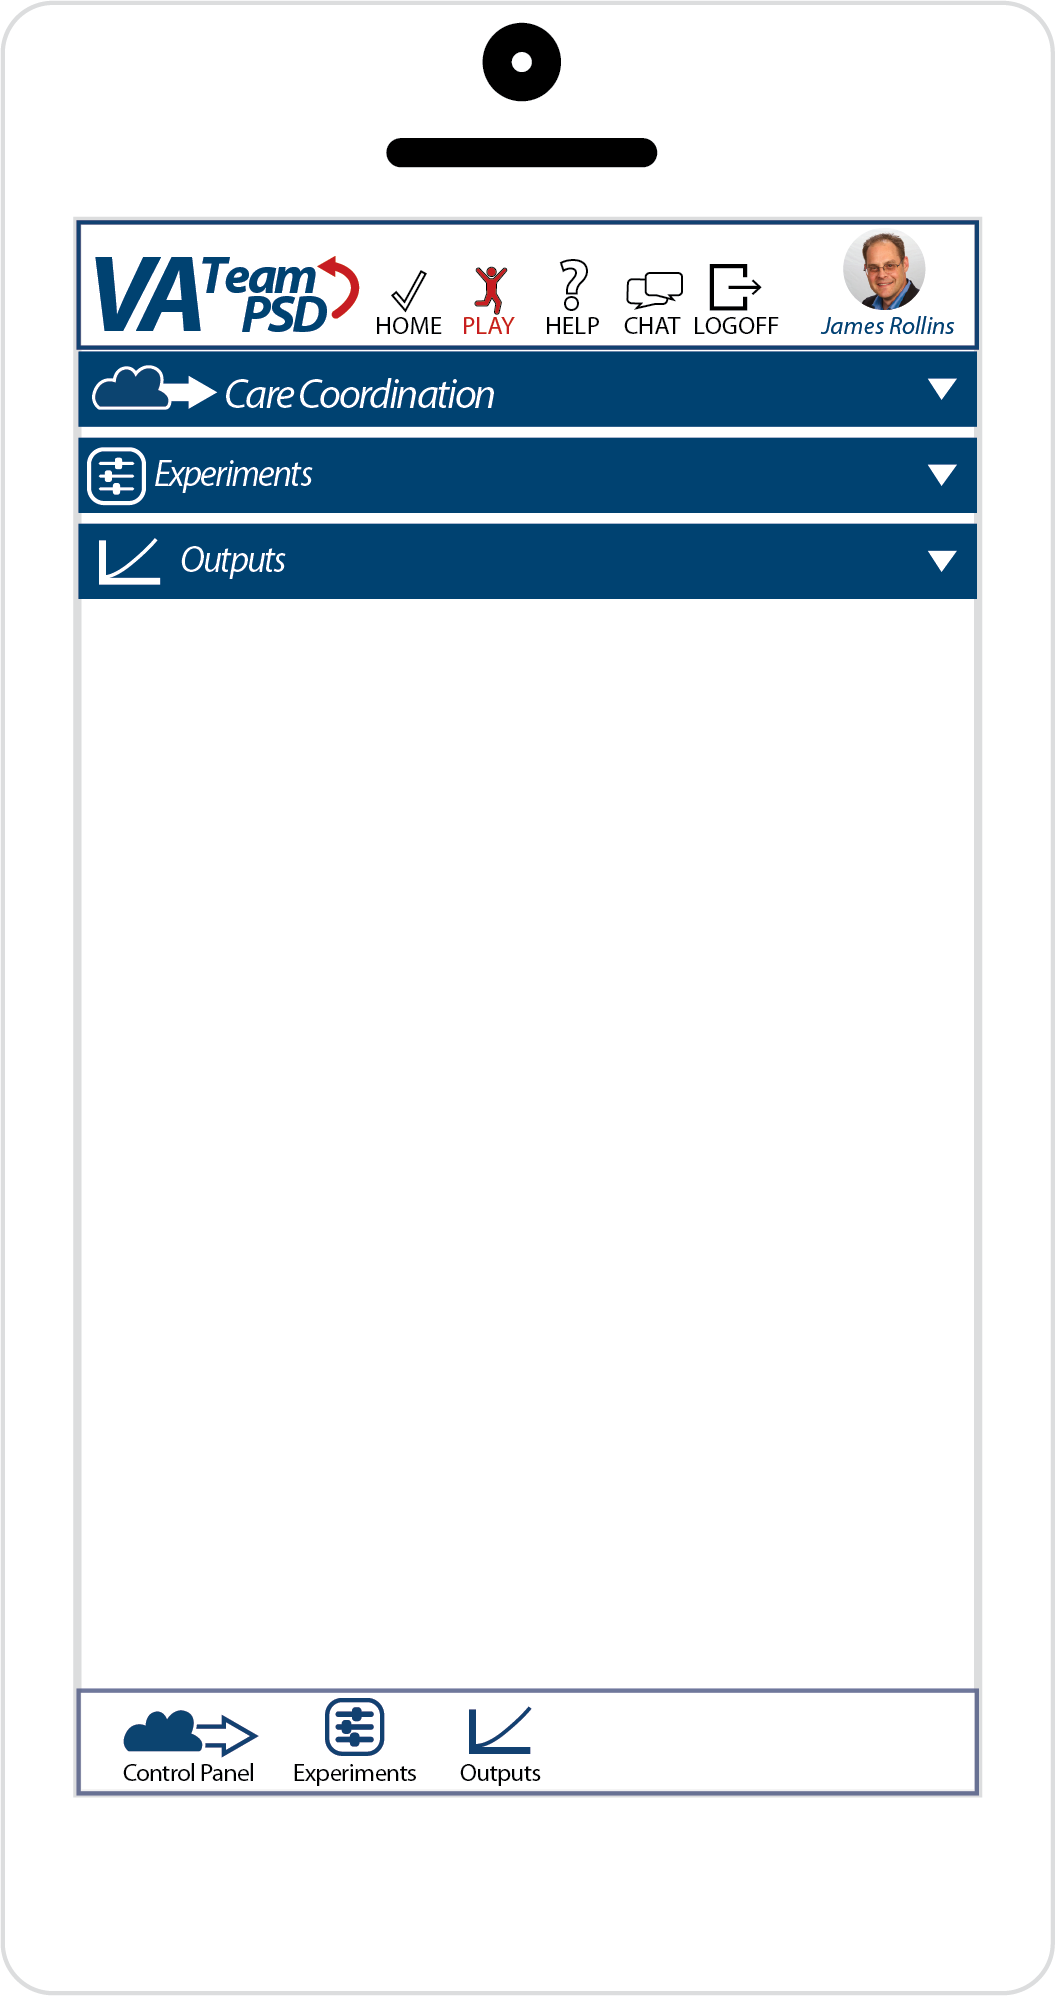 VA Team
PSD
HOME PLAY HELP CHAT LOGOFF James Rollins
Care Coordination
Experiments
Outputs
Control Panel Experiments Outputs